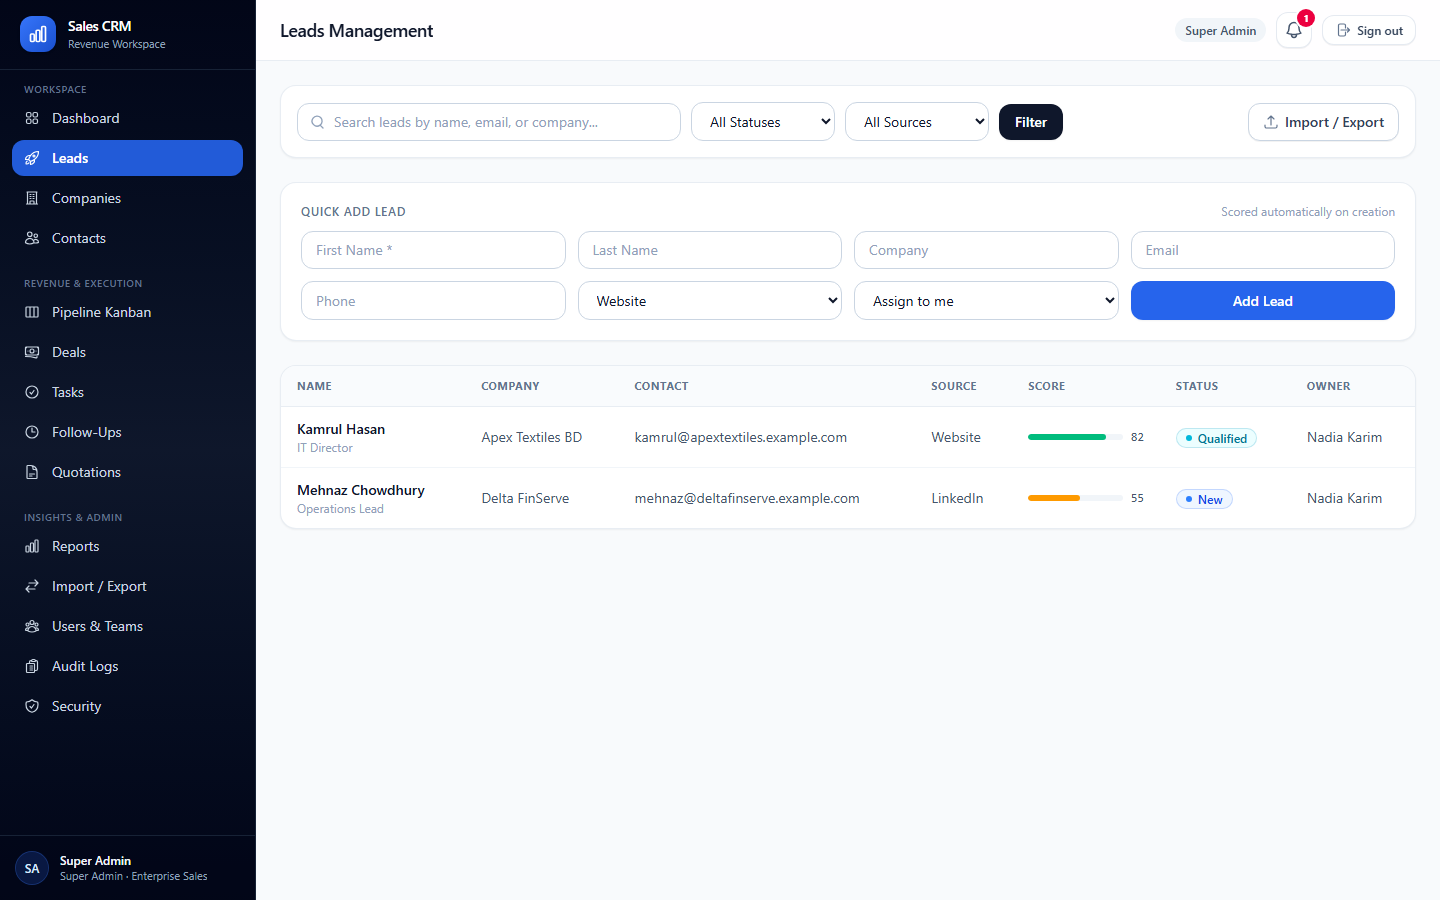 Sales CRM
Revenue Workspace
WORKSPACE
Dashboard
Leads
Companies
Contacts
REVENUE & EXECUTION
Pipeline Kanban
Deals
Tasks
Follow-Ups
Quotations
INSIGHTS & ADMIN
Reports
Import / Export
Users & Teams
Audit Logs
Security
SA
Super Admin
Super Admin · Enterprise Sales
Leads Management
Super Admin
1
Sign out
Search leads by name, email, or company...
All Statuses
All Sources
Filter
Import / Export
QUICK ADD LEAD
Scored automatically on creation
First Name *
Last Name
Company
Email
Phone
Website
Assign to me
Add Lead
NAME COMPANY CONTACT SOURCE SCORE STATUS OWNER
Kamrul Hasan
IT Director
Apex Textiles BD
kamrul@apextextiles.example.com
Website
82
Qualified
Nadia Karim
Mehnaz Chowdhury
Operations Lead
Delta FinServe
mehnaz@deltafinserve.example.com
LinkedIn
55
New
Nadia Karim